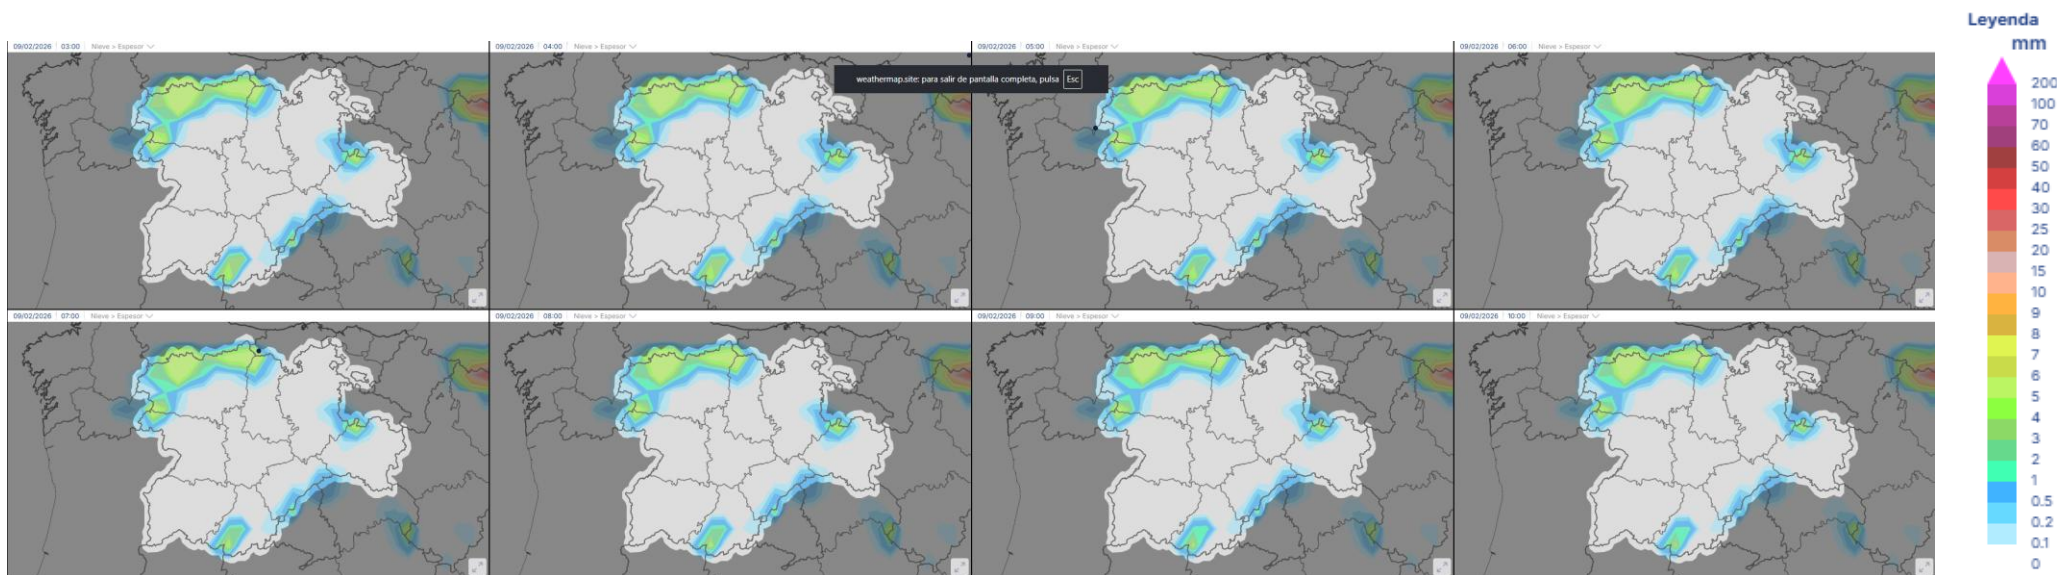 Leyenda
mm
09/02/2026 03:00 Nieve > Espesor
09/02/2026 04:00 Nieve > Espesor
09/02/2026 05:00 Nieve > Espesor
09/02/2026 06:00 Nieve > Espesor
weathermap.site: para salir de pantalla completa, pulsa Esc
09/02/2026 07:00 Nieve > Espesor
09/02/2026 08:00 Nieve > Espesor
09/02/2026 09:00 Nieve > Espesor
09/02/2026 10:00 Nieve > Espesor
200
100
70
60
50
40
30
25
20
15
10
9
8
7
6
5
4
3
2
1
0.5
0.2
0.1
0